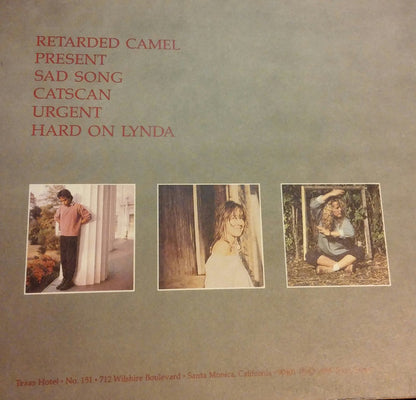 RETARDED CAMEL
PRESENT
SAD SONG
CATSCAN
URGENT
HARD ON LYNDA
Texas Hotel • No. 151 • 712 Wilshire Boulevard • Santa Monica, California